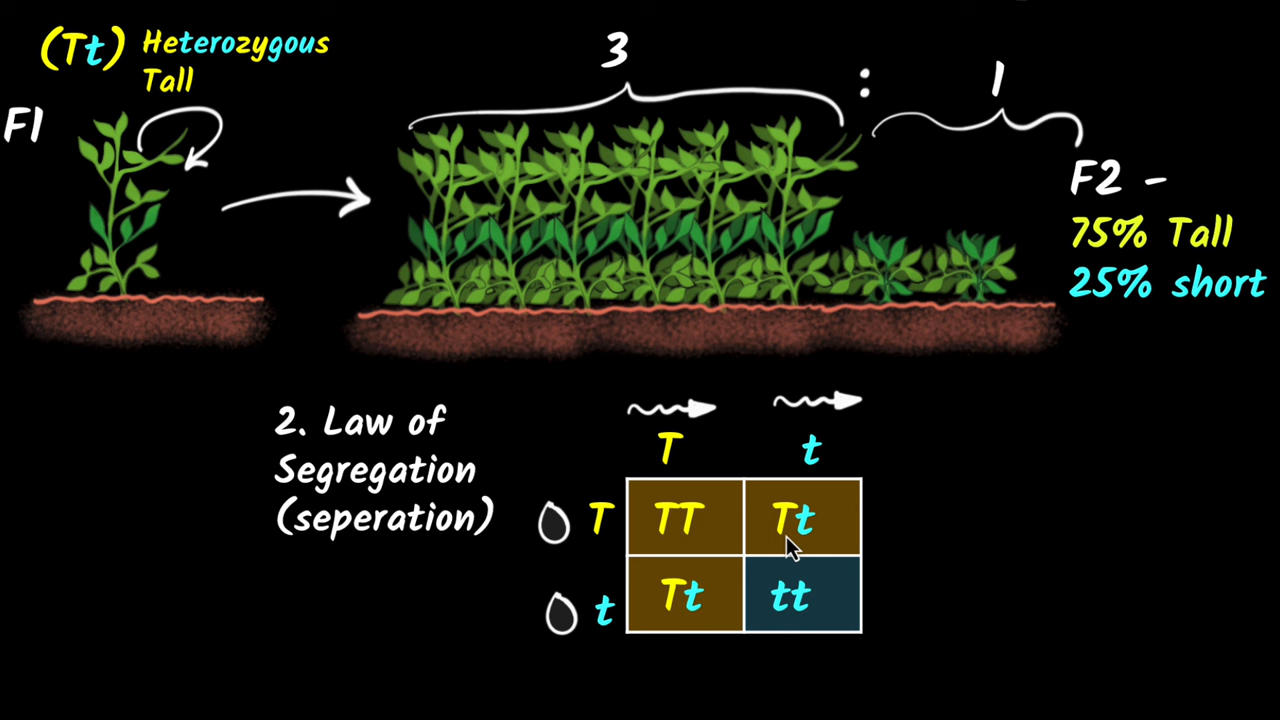 (Tt) Heterozygous
Tall
F1
3 : 1
F2 -
75% Tall
25% short
2. Law of
Segregation
(seperation)
T t
T TT Tt
t Tt tt